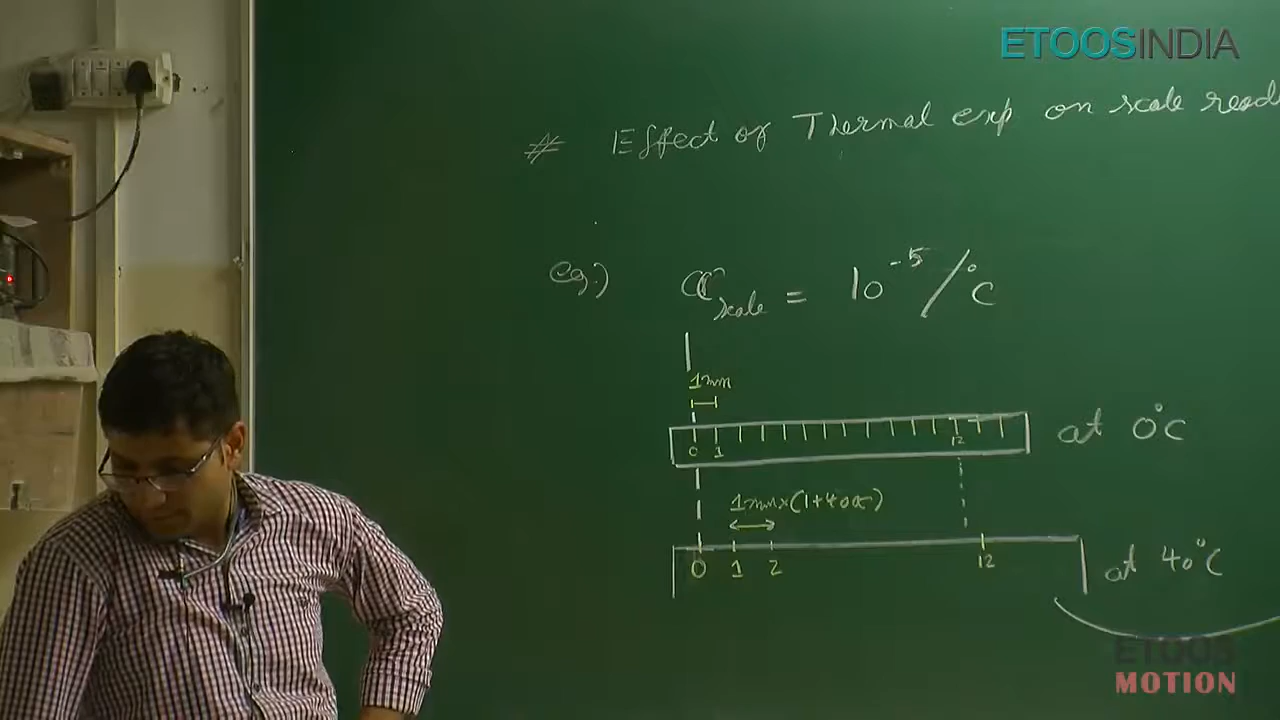 ETOOSINDIA
# Effect of Thermal exp on scale read
eg:) α scale = 10⁻⁵/°C
1mm
0 1 12 at 0°C
1mm×(1+40α)
0 1 2 12 at 40°C
ETOOS
MOTION